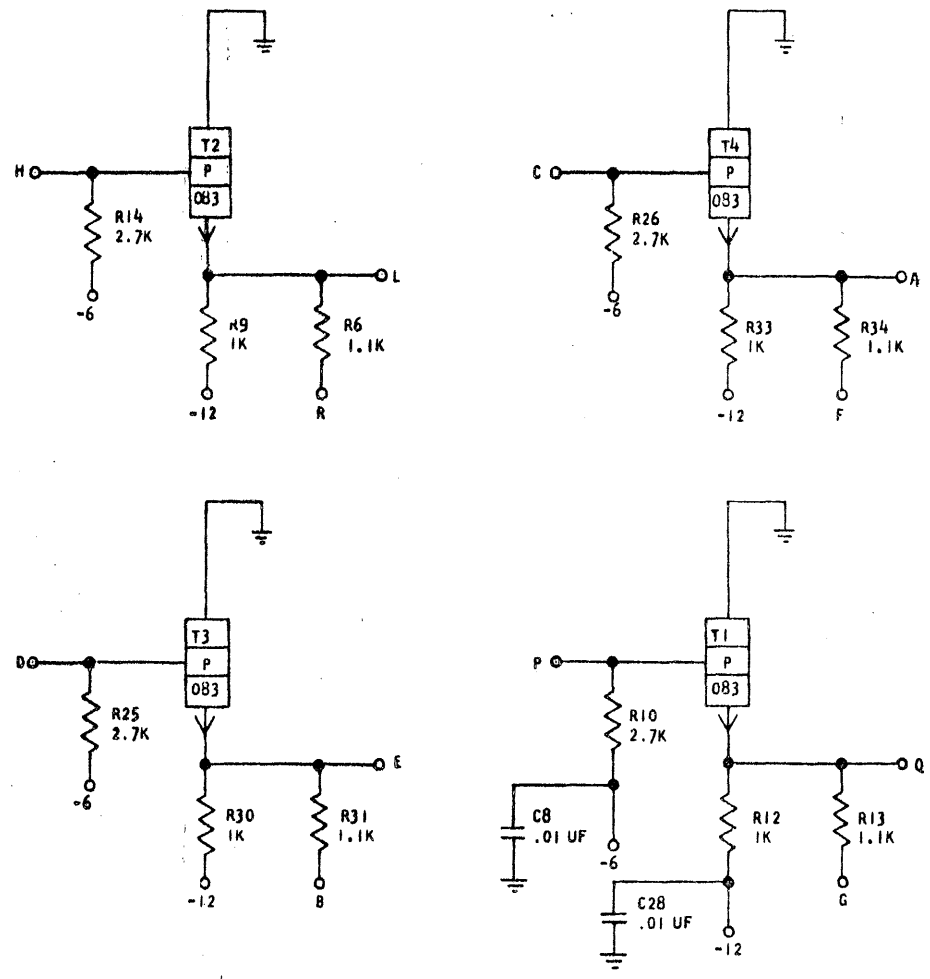 T2
P
083
H
R14
2.7K
-6
L
R9
1K
R6
1.1K
-12
R
T4
P
083
C
R26
2.7K
-6
A
R33
1K
R34
1.1K
-12
F
T3
P
083
D
R25
2.7K
-6
E
R30
1K
R31
1.1K
-12
B
T1
P
083
P
R10
2.7K
C8
.01 UF
-6
Q
R12
1K
R13
1.1K
G
C28
.01 UF
-12